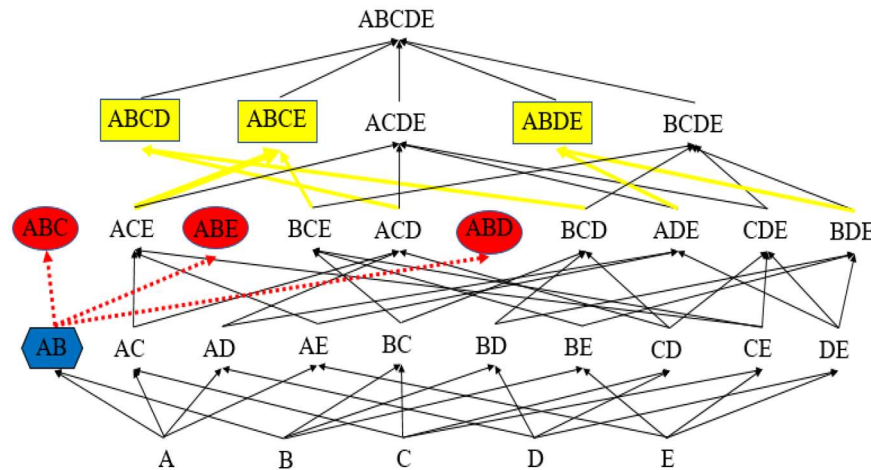 ABCDE
ABCD ABCE ACDE ABDE BCDE
ABC ACE ABE BCE ACD ABD BCD ADE CDE BDE
AB AC AD AE BC BD BE CD CE DE
A B C D E